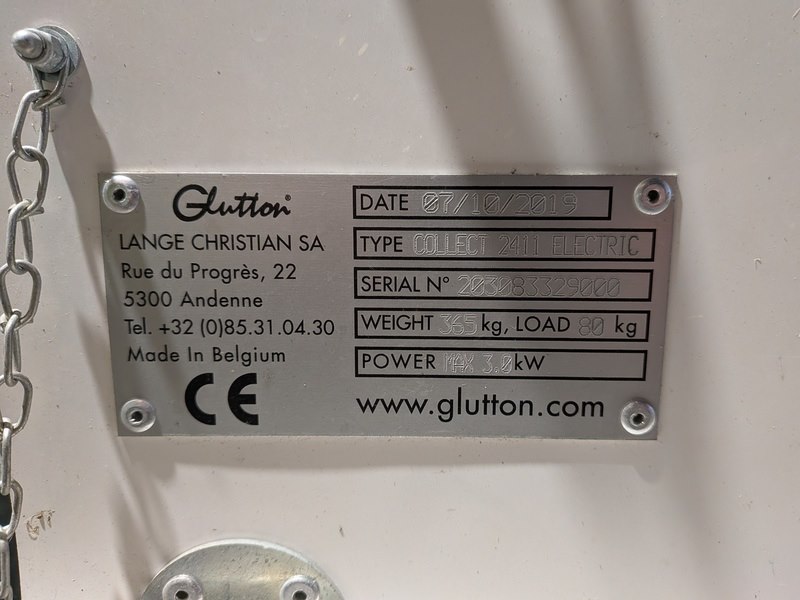 Glutton®
LANGE CHRISTIAN SA
Rue du Progrès, 22
5300 Andenne
Tel. +32 (0)85.31.04.30
Made In Belgium
CE
DATE 07/10/2019
TYPE COLLECT 2411 ELECTRIC
SERIAL N° 203083329000
WEIGHT 365 kg, LOAD 80 kg
POWER MAX 3.0kW
www.glutton.com